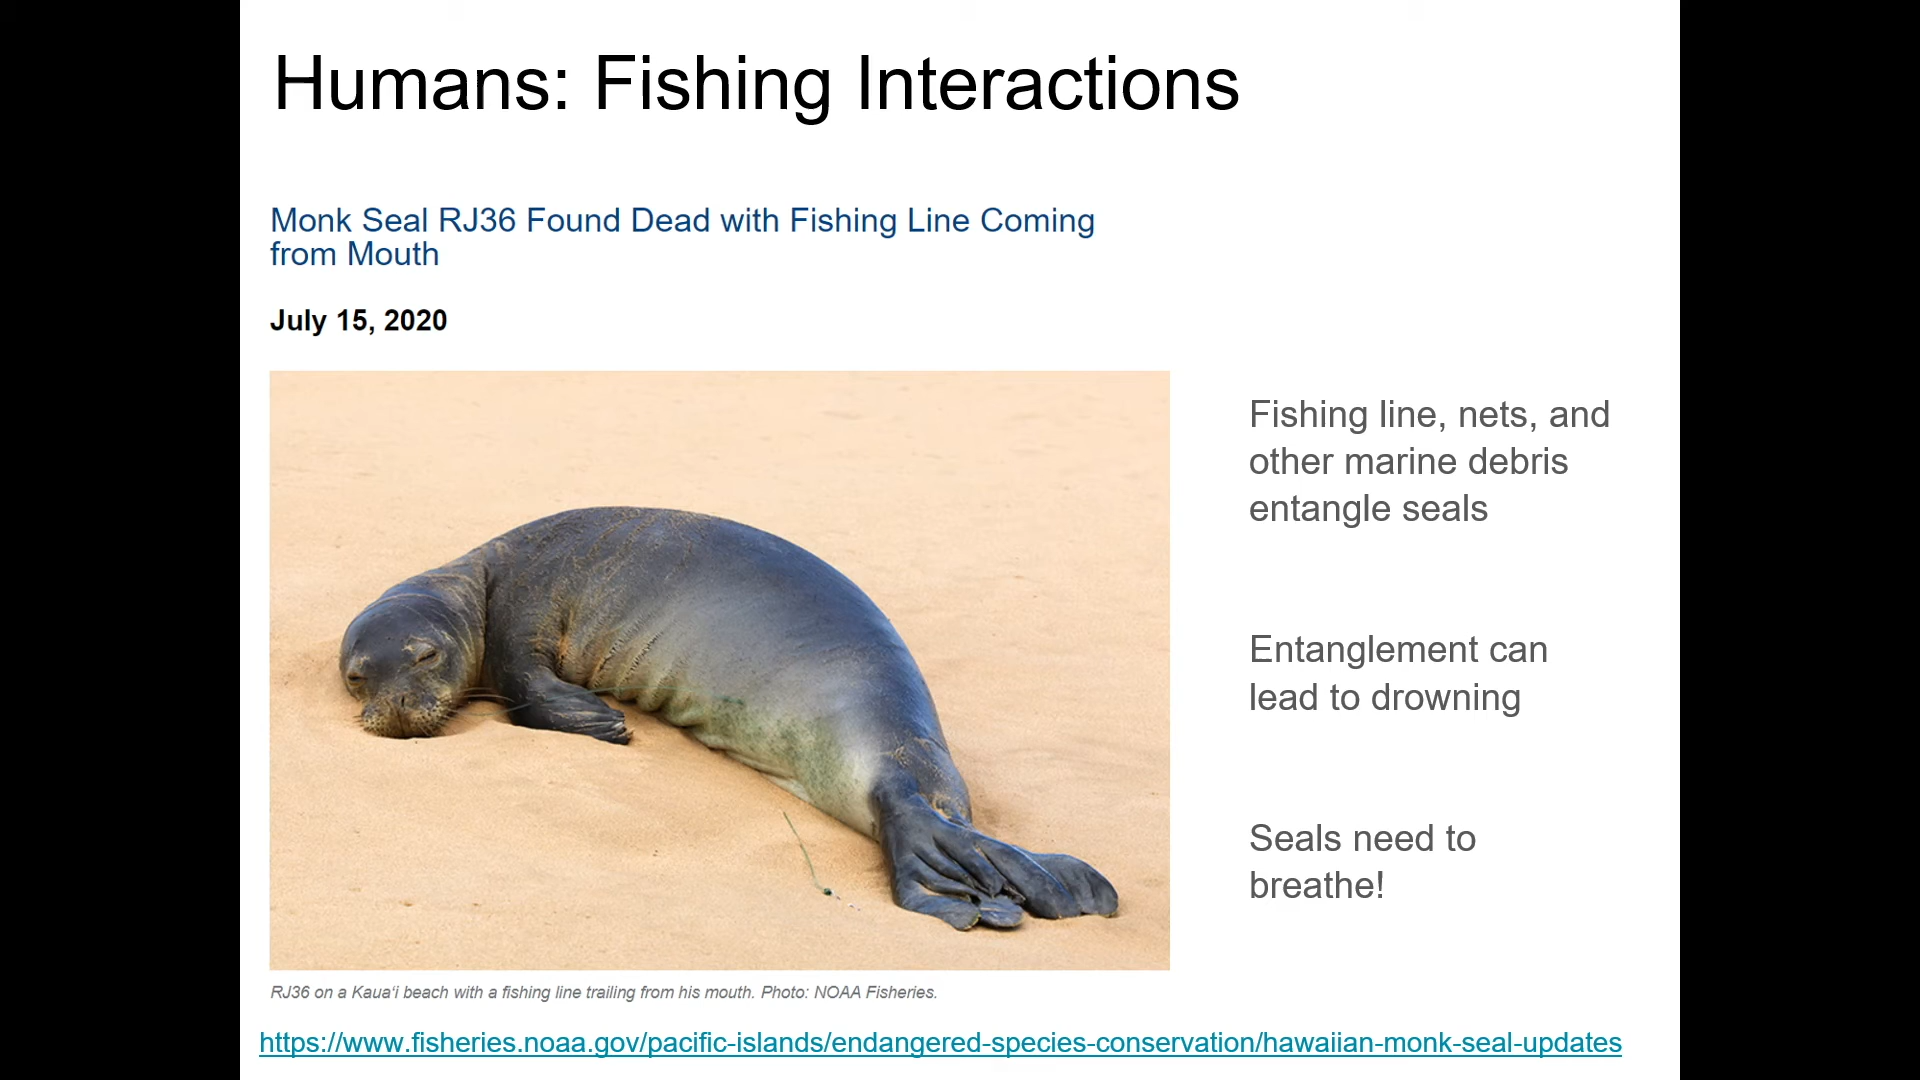 Humans: Fishing Interactions
Monk Seal RJ36 Found Dead with Fishing Line Coming
from Mouth
July 15, 2020
Fishing line, nets, and
other marine debris
entangle seals
Entanglement can
lead to drowning
Seals need to
breathe!
RJ36 on a Kauaʻi beach with a fishing line trailing from his mouth. Photo: NOAA Fisheries.
https://www.fisheries.noaa.gov/pacific-islands/endangered-species-conservation/hawaiian-monk-seal-updates